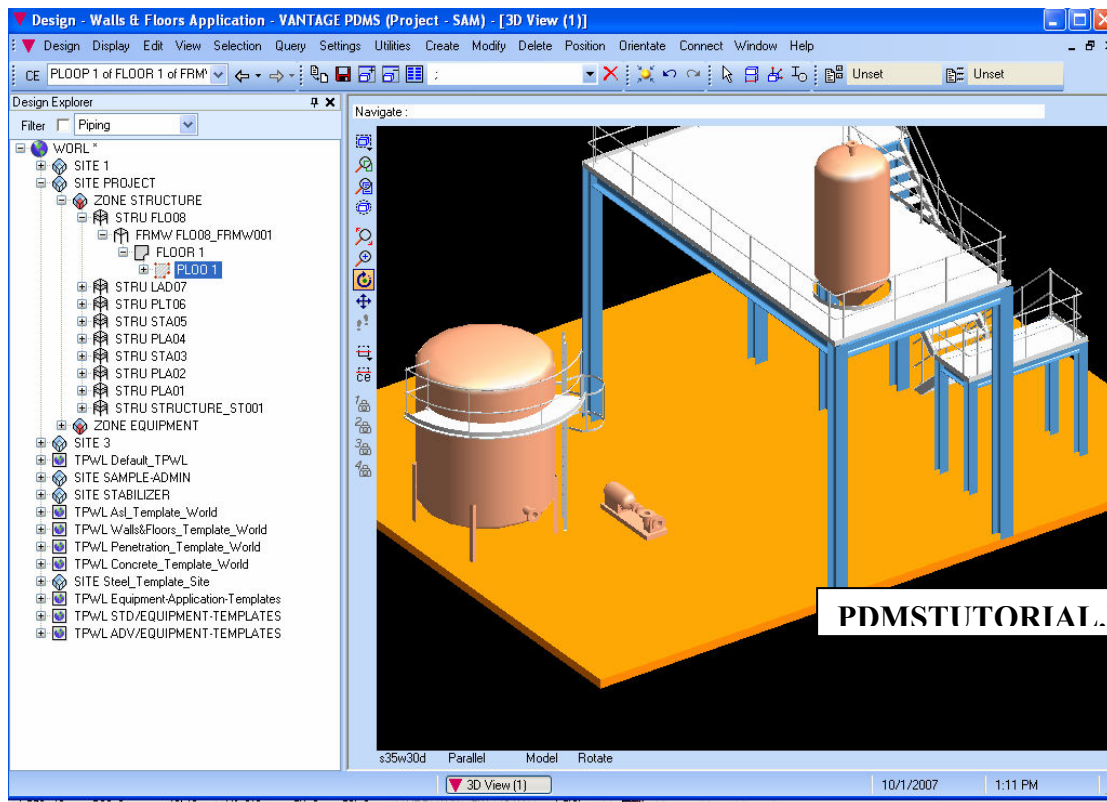 Design - Walls & Floors Application - VANTAGE PDMS (Project - SAM) - [3D View (1)]
Design Display Edit View Selection Query Settings Utilities Create Modify Delete Position Orientate Connect Window Help
CE PLOOP 1 of FLOOR 1 of FRM ; Unset Unset
Design Explorer
Navigate :
Filter Piping
WORL *
SITE 1
SITE PROJECT
ZONE STRUCTURE
STRU FLO08
FRMW FLO08_FRMW001
FLOOR 1
PLOO 1
STRU LAD07
STRU PLT06
STRU STA05
STRU PLA04
STRU STA03
STRU PLA02
STRU PLA01
STRU STRUCTURE_ST001
ZONE EQUIPMENT
SITE 3
TPWL Default_TPWL
SITE SAMPLE-ADMIN
SITE STABILIZER
TPWL Asl_Template_World
TPWL Walls&Floors_Template_World
TPWL Penetration_Template_World
TPWL Concrete_Template_World
SITE Steel_Template_Site
TPWL Equipment-Application-Templates
TPWL STD/EQUIPMENT-TEMPLATES
TPWL ADV/EQUIPMENT-TEMPLATES
ce
1
2
3
4
PDMSTUTORIAL.
s35w30d Parallel Model Rotate
3D View (1)
10/1/2007 1:11 PM